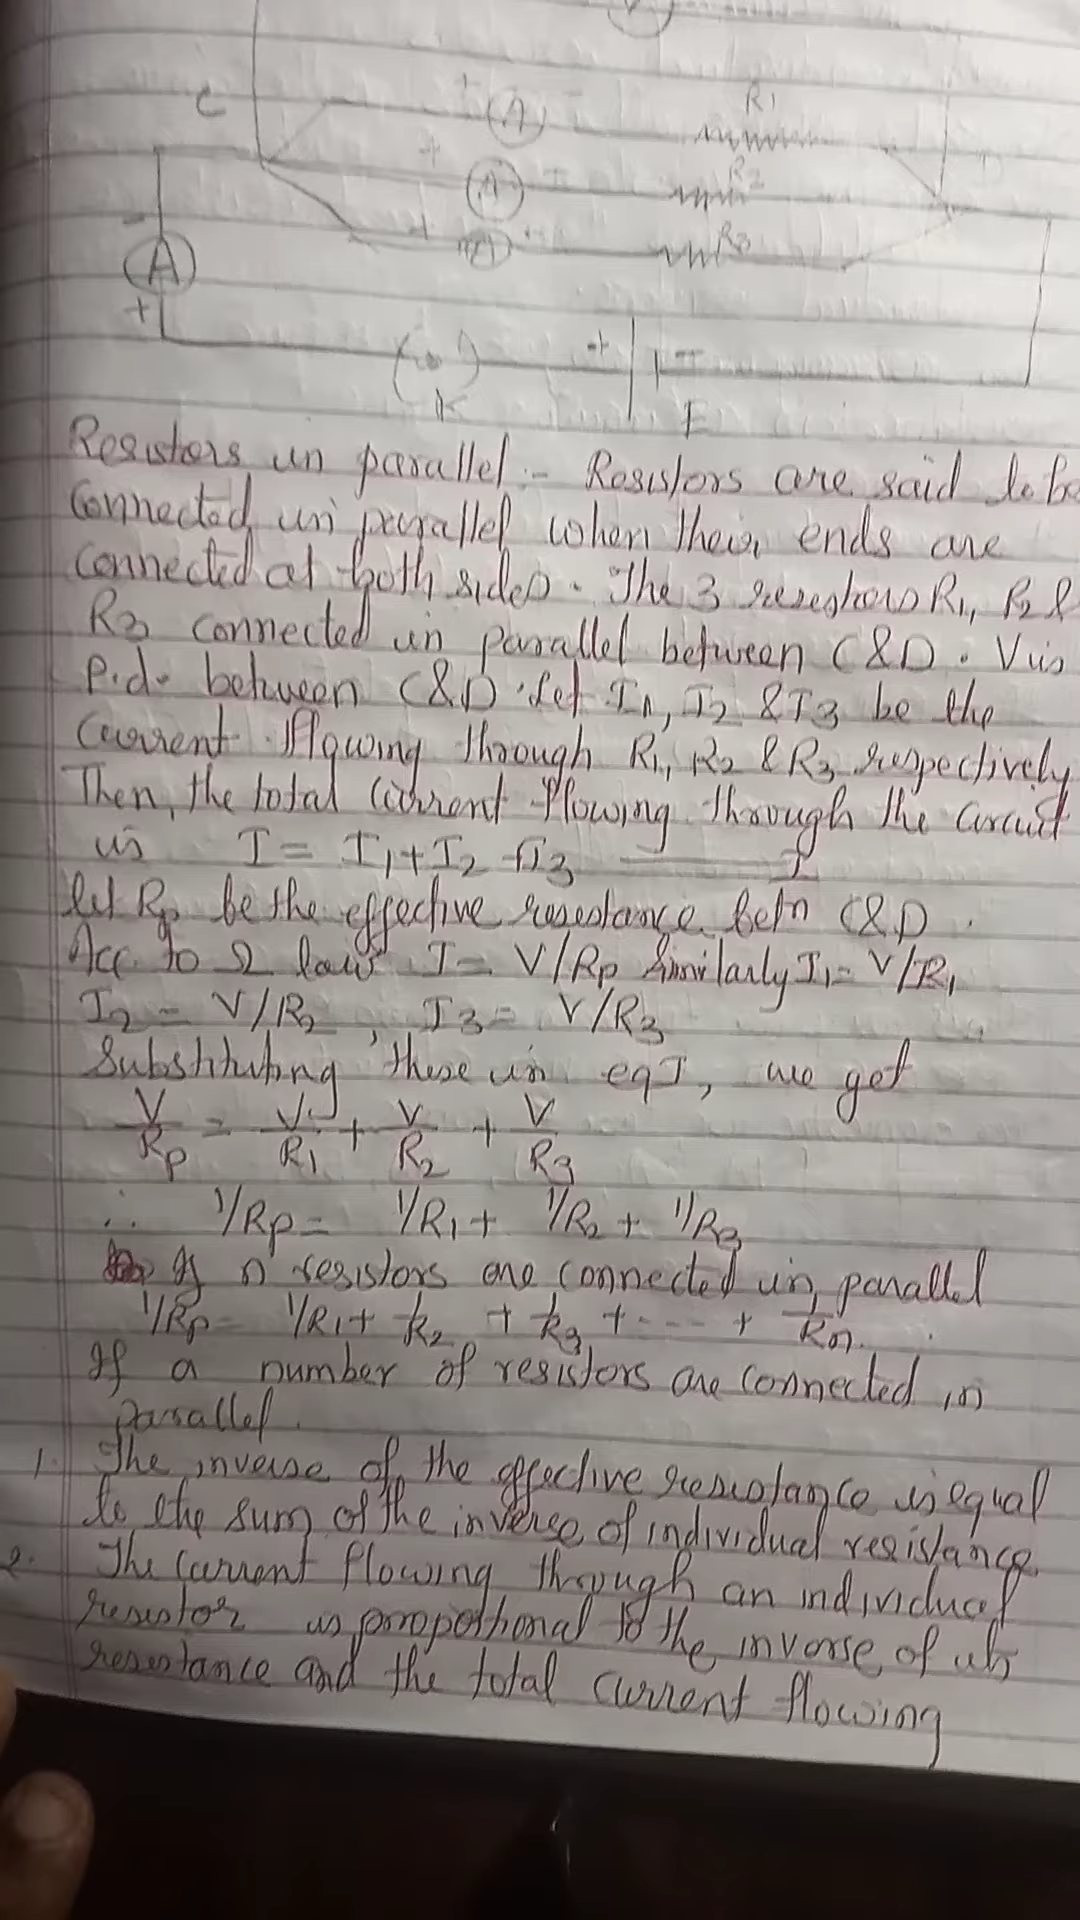 V
C
+ A - R1
+ A - R2
D
+ A - R3
-
A
+
K
+ -
E
Resistors in parallel :- Resistors are said to be
connected in parallel when their ends are
connected at both sides. The 3 resistors R1, R2 &
R3 connected in parallel between C&D. V is
P.d. between C&D. Let I1, I2 & I3 be the
Current flowing through R1, R2 & R3 respectively
Then, the total current flowing through the circuit
is I = I1 + I2 + I3 ——— I
let Rp be the effective resistance betn C&D.
Acc. to Ω law I = V/Rp Similarly I1 = V/R1
I2 = V/R2, I3 = V/R3
Substituting these in eq I, we get
V/Rp = V/R1 + V/R2 + V/R3
∴ 1/Rp = 1/R1 + 1/R2 + 1/R3
If n resistors are connected in parallel
1/Rp = 1/R1 + 1/R2 + 1/R3 + ---- + 1/Rn.
If a number of resistors are connected in
parallel.
1. The inverse of the effective resistance is equal
to the sum of the inverse of individual resistance.
2. The current flowing through an individual
resistor is propotional to the inverse of its
resistance and the total current flowing